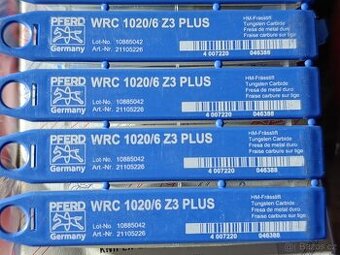 PFERD
Germany
WRC 1020/6 Z3 PLUS
Lot-No. 10885042
Art.-Nr 21105226
HM-Frässtift
Tungsten Carbide
Fresa de metal duro
Fraise carbure sur tige
4 007220 046388
PFERD
Germany
WRC 1020/6 Z3 PLUS
Lot-No. 10885042
Art.-Nr 21105226
HM-Frässtift
Tungsten Carbide
Fresa de metal duro
Fraise carbure sur tige
4 007220 046388
PFERD
Germany
WRC 1020/6 Z3 PLUS
Lot-No. 10885042
Art.-Nr. 21105226
HM-Frässtift
Tungsten Carbide
Fresa de metal duro
Fraise carbure sur tige
4 007220 046388
PFERD
Germany
WRC 1020/6 Z3 PLUS
Lot-No. 10885042
Art.-Nr. 21105226
HM-Frässtift
Tungsten Carbide
Fresa de metal duro
Fraise carbure sur tige
4 007220 046388